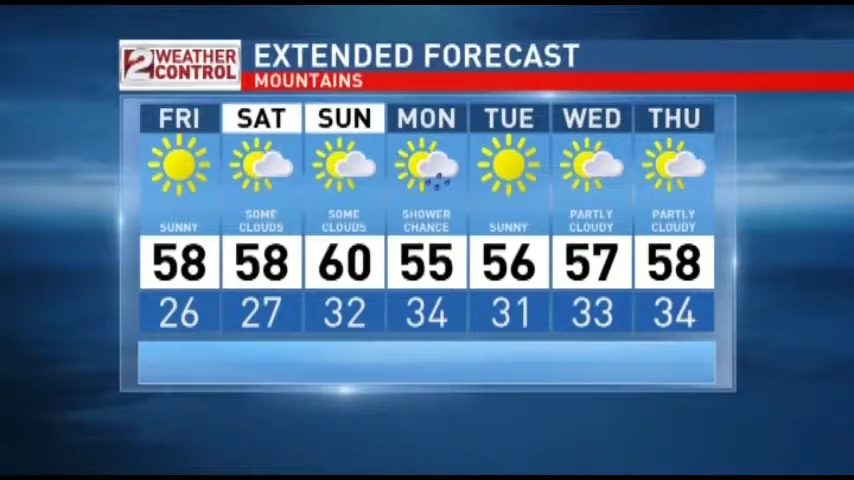 2 WEATHER CONTROL
EXTENDED FORECAST
MOUNTAINS
FRI SAT SUN MON TUE WED THU
SUNNY SOME CLOUDS SOME CLOUDS SHOWER CHANCE SUNNY PARTLY CLOUDY PARTLY CLOUDY
58 58 60 55 56 57 58
26 27 32 34 31 33 34